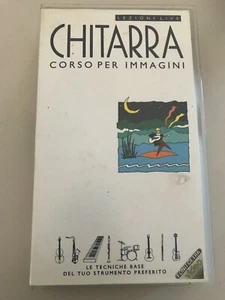 LEZIONI LIVE
CHITARRA
CORSO PER IMMAGINI
LE TECNICHE BASE
DEL TUO STRUMENTO PREFERITO